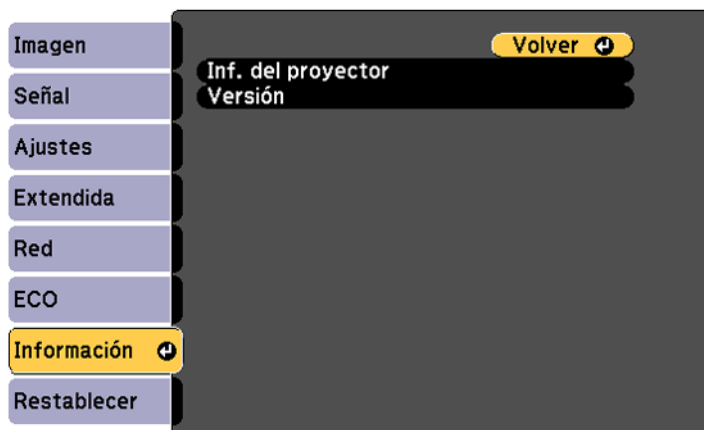 Imagen
Señal
Ajustes
Extendida
Red
ECO
Información
Restablecer
Volver
Inf. del proyector
Versión